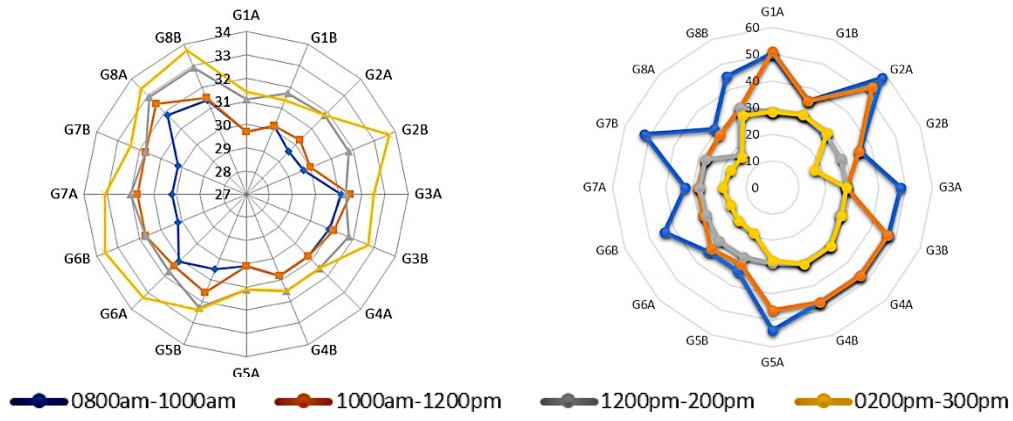 G1A
G1B
G2A
G2B
G3A
G3B
G4A
G4B
G5A
G5B
G6A
G6B
G7A
G7B
G8A
G8B
34
33
32
31
30
29
28
27
G1A
G1B
G2A
G2B
G3A
G3B
G4A
G4B
G5A
G5B
G6A
G6B
G7A
G7B
G8A
G8B
60
50
40
30
20
10
0
0800am-1000am 1000am-1200pm 1200pm-200pm 0200pm-300pm